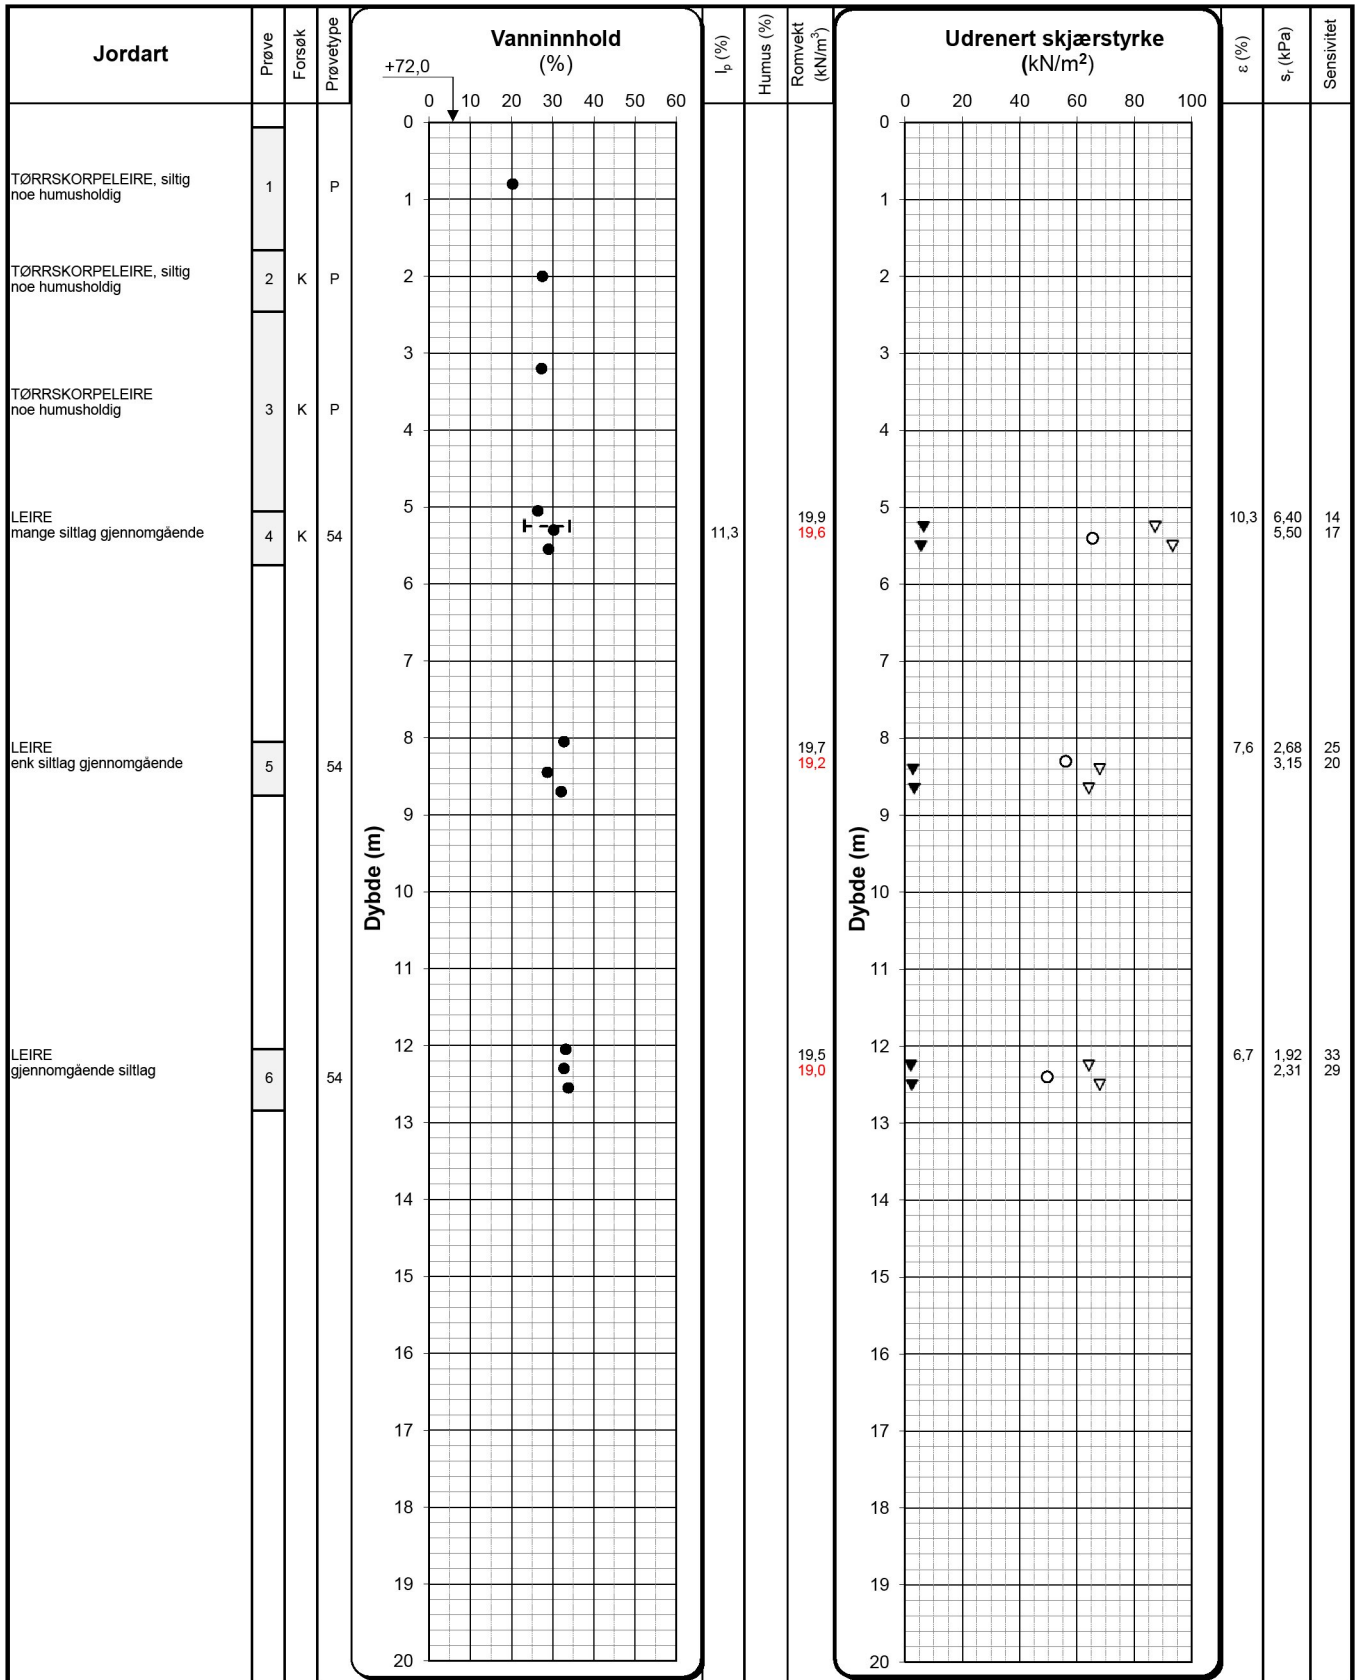 Jordart
Prøve
Forsøk
Prøvetype
Vanninnhold
(%)
+72,0
Ip (%)
Humus (%)
Romvekt
(kN/m³)
Udrenert skjærstyrke
(kN/m²)
ε (%)
sr (kPa)
Sensivitet
0 10 20 30 40 50 60
0 20 40 60 80 100
0 0
TØRRSKORPELEIRE, siltig
noe humusholdig
1 P
1 1
TØRRSKORPELEIRE, siltig
noe humusholdig
2 K P
2 2
3 3
TØRRSKORPELEIRE
noe humusholdig
3 K P
4 4
5 5
LEIRE
mange siltlag gjennomgående
4 K 54
11,3
19,9
19,6
10,3
6,40
5,50
14
17
6 6
7 7
8 8
LEIRE
enk siltlag gjennomgående
5 54
19,7
19,2
7,6
2,68
3,15
25
20
9 9
Dybde (m)
Dybde (m)
10 10
11 11
12 12
LEIRE
gjennomgående siltlag
6 54
19,5
19,0
6,7
1,92
2,31
33
29
13 13
14 14
15 15
16 16
17 17
18 18
19 19
20 20